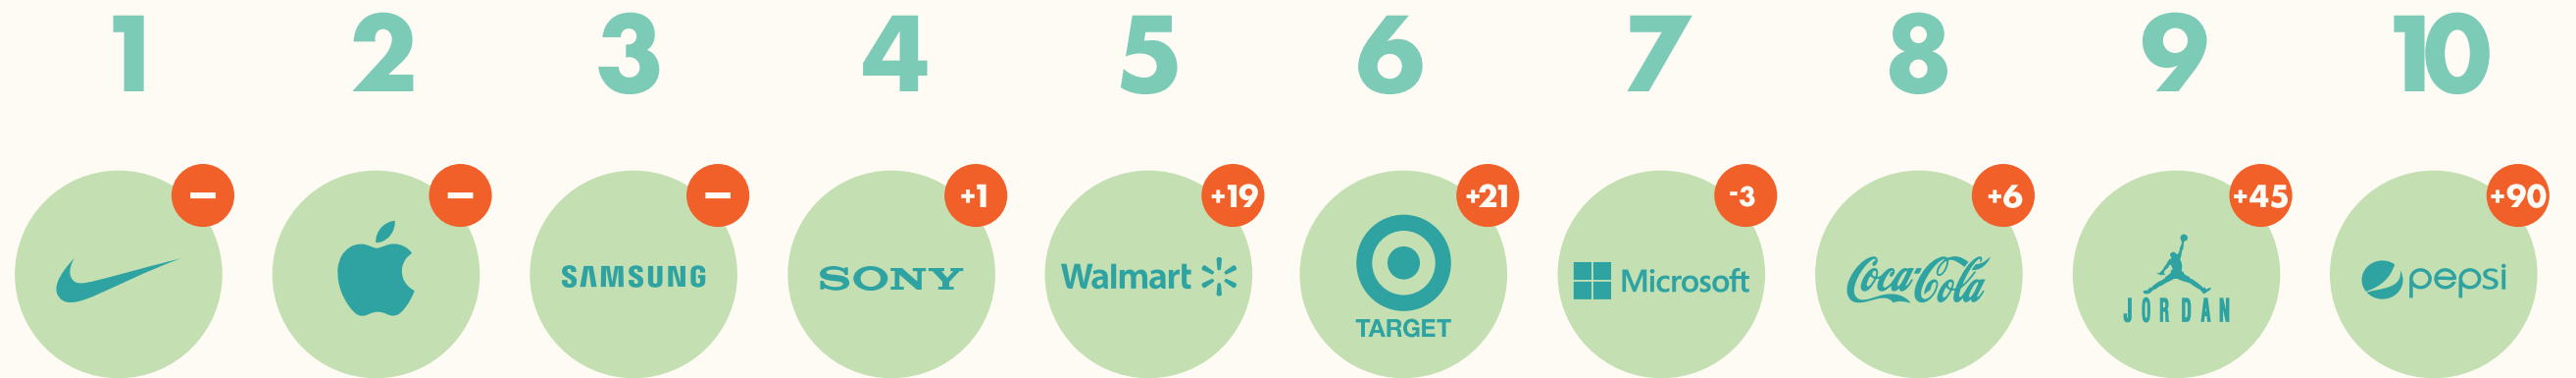 1 2 3 4 5 6 7 8 9 10
– – – +1 +19 +21 -3 +6 +45 +90
SAMSUNG SONY Walmart Microsoft Coca-Cola pepsi
TARGET JORDAN